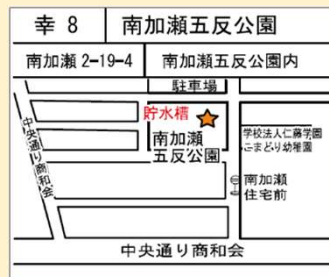 幸 8
南加瀬五反公園
南加瀬 2-19-4
南加瀬五反公園内
駐車場
貯水槽
南加瀬
五反公園
学校法人仁藤学園
こまどり幼稚園
中央通り商和会
南加瀬
住宅前
中央通り商和会